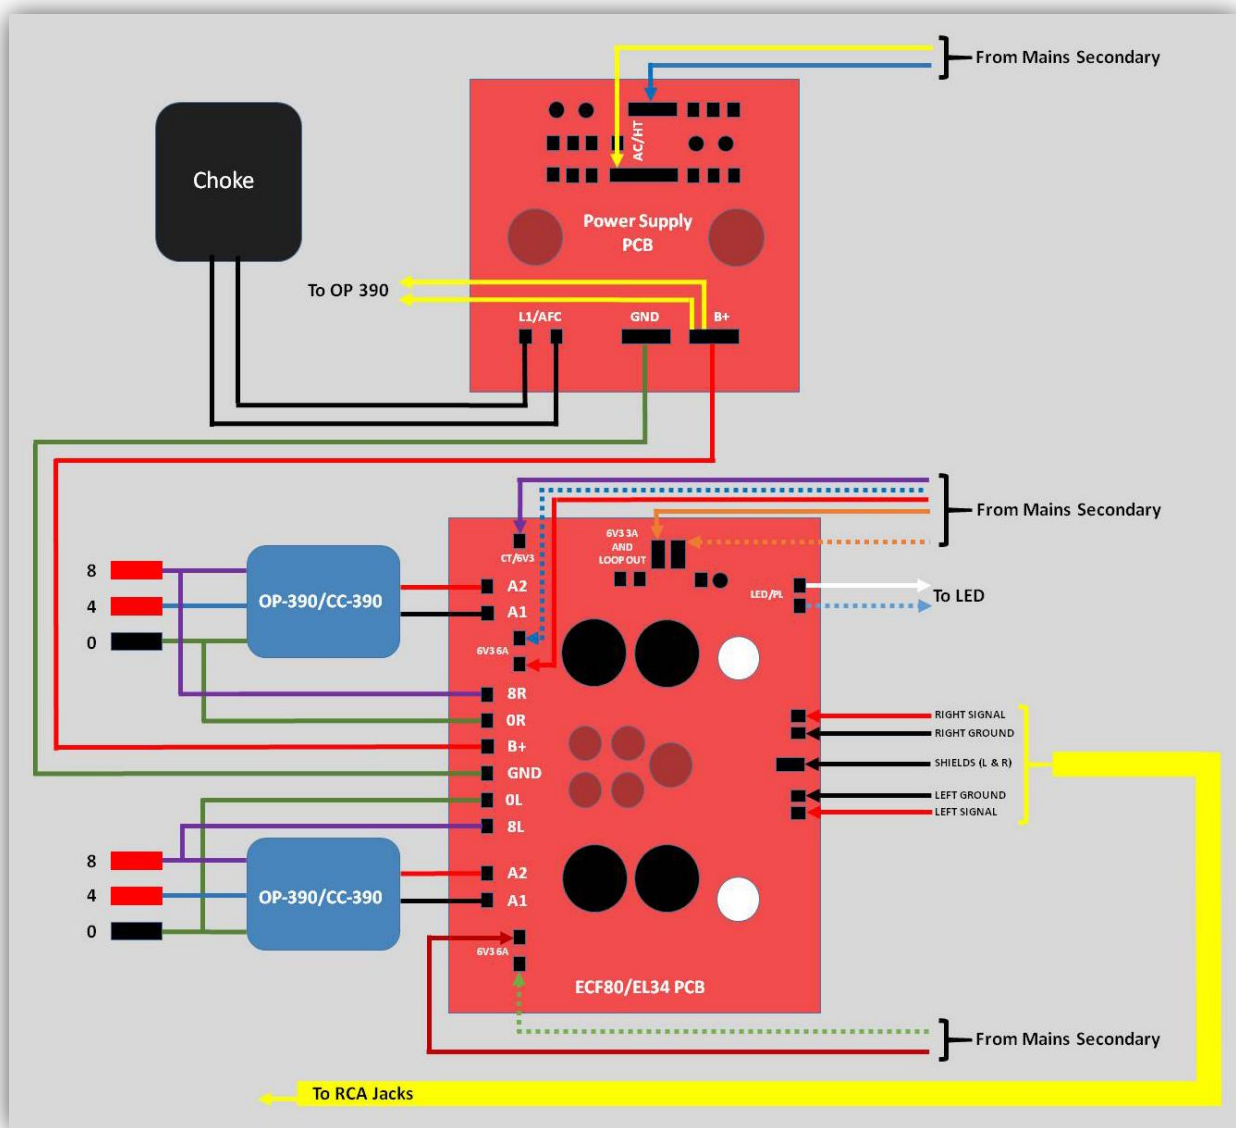 From Mains Secondary
AC/HT
Choke
Power Supply
PCB
To OP 390
L1/AFC
GND
B+
From Mains Secondary
6V3 3A
AND
LOOP OUT
CT/6V3
8
4
0
OP-390/CC-390
A2
A1
LED/PL
To LED
6V3 6A
8R
0R
B+
GND
0L
8L
RIGHT SIGNAL
RIGHT GROUND
SHIELDS (L & R)
LEFT GROUND
LEFT SIGNAL
8
4
0
OP-390/CC-390
A2
A1
6V3 6A
ECF80/EL34 PCB
From Mains Secondary
To RCA Jacks